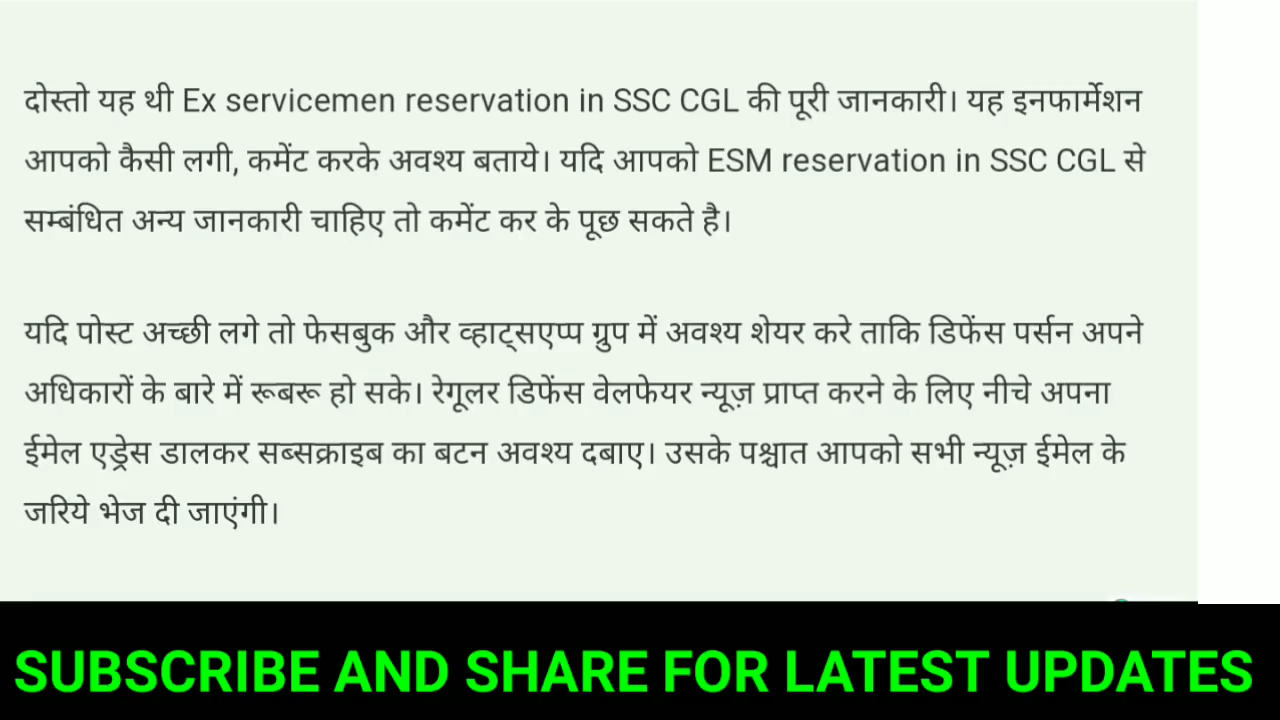 दोस्तो यह थी Ex servicemen reservation in SSC CGL की पूरी जानकारी। यह इनफार्मेशन
आपको कैसी लगी, कमेंट करके अवश्य बताये। यदि आपको ESM reservation in SSC CGL से
सम्बंधित अन्य जानकारी चाहिए तो कमेंट कर के पूछ सकते है।
यदि पोस्ट अच्छी लगे तो फेसबुक और व्हाट्सएप्प ग्रुप में अवश्य शेयर करे ताकि डिफेंस पर्सन अपने
अधिकारों के बारे में रूबरू हो सके। रेगूलर डिफेंस वेलफेयर न्यूज़ प्राप्त करने के लिए नीचे अपना
ईमेल एड्रेस डालकर सब्सक्राइब का बटन अवश्य दबाए। उसके पश्चात आपको सभी न्यूज़ ईमेल के
जरिये भेज दी जाएंगी।
SUBSCRIBE AND SHARE FOR LATEST UPDATES